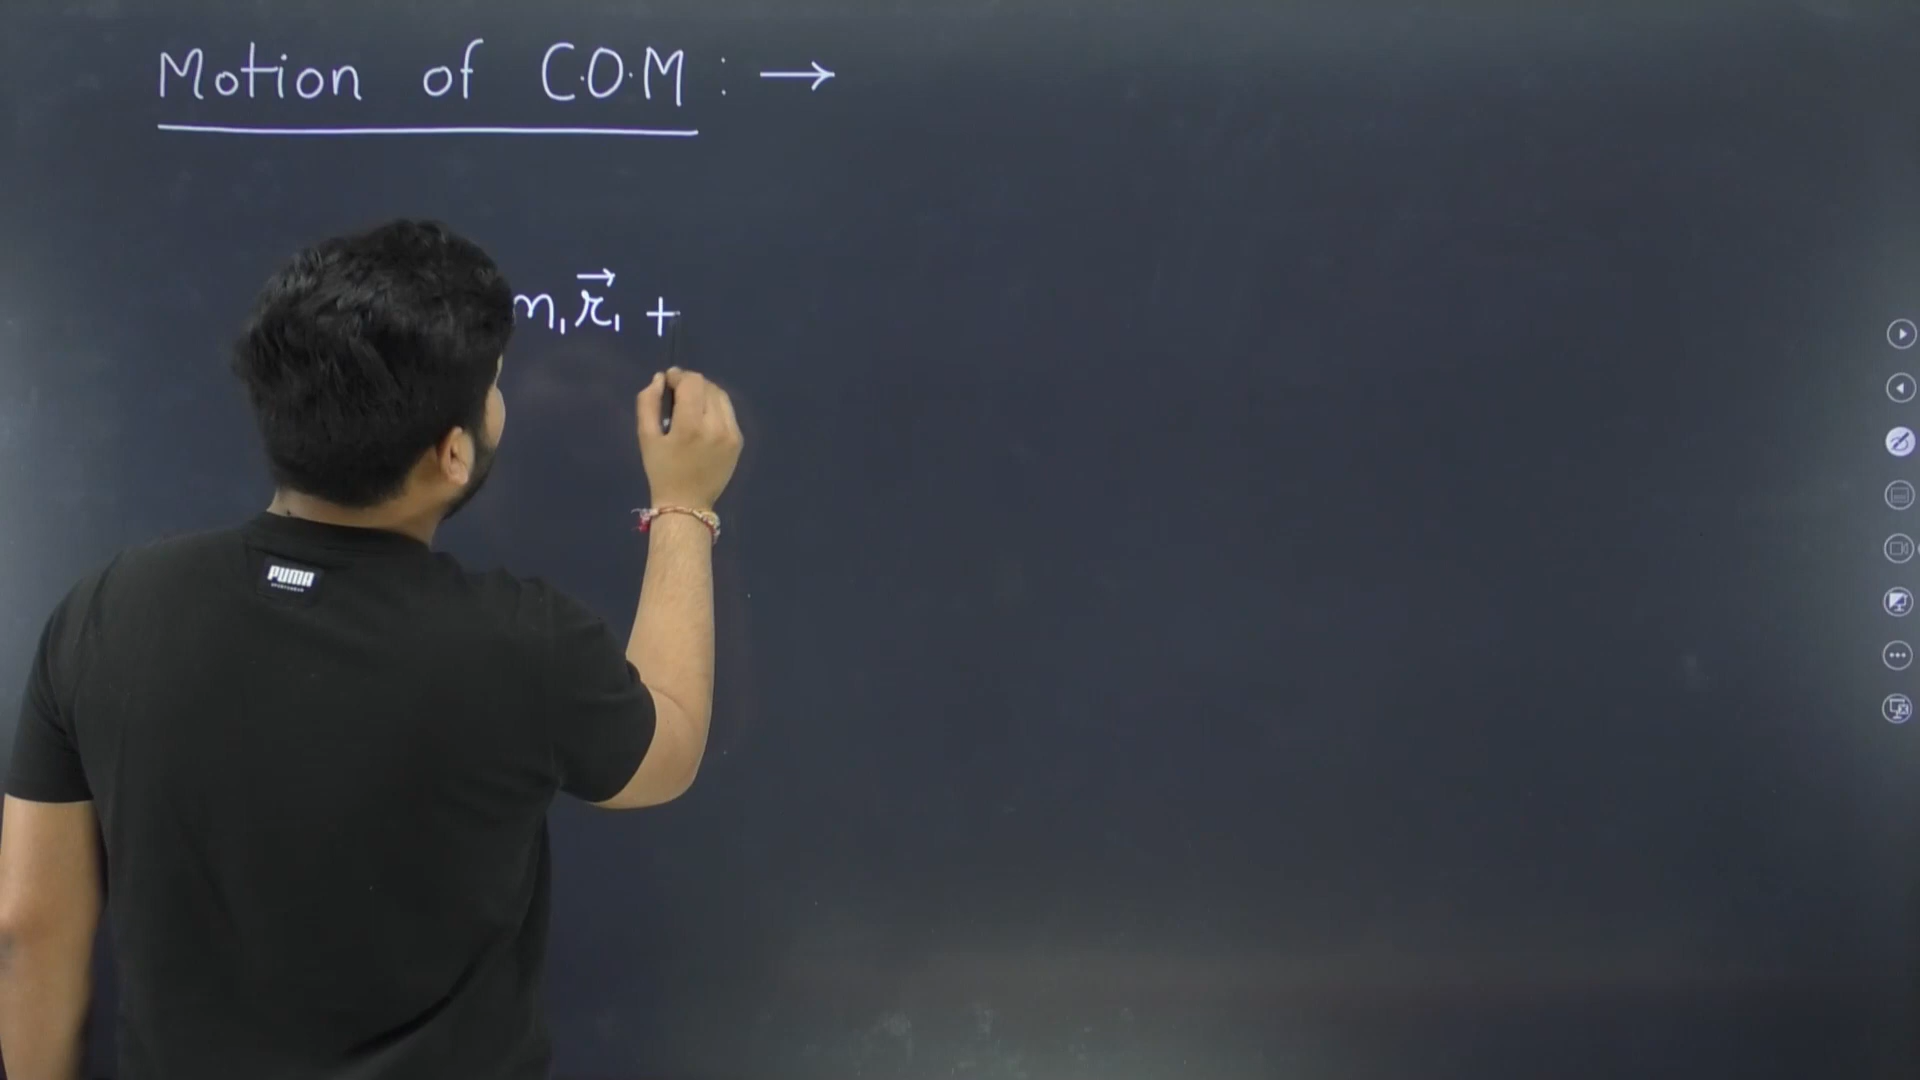 Motion of C.O.M : →
m₁r⃗₁ +
PUMA